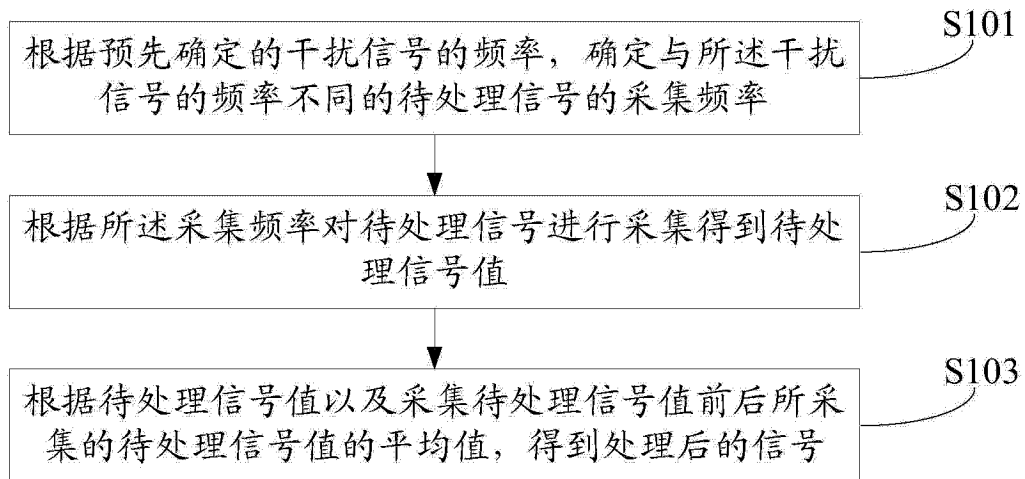 S101
根据预先确定的干扰信号的频率，确定与所述干扰
信号的频率不同的待处理信号的采集频率
S102
根据所述采集频率对待处理信号进行采集得到待处
理信号值
S103
根据待处理信号值以及采集待处理信号值前后所采
集的待处理信号值的平均值，得到处理后的信号